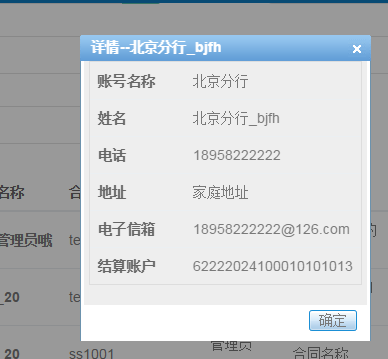 详情--北京分行_bjfh ×
账号名称 北京分行
姓名 北京分行_bjfh
电话 18958222222
地址 家庭地址
电子信箱 18958222222@126.com
结算账户 62222024100010101013
确定
名称
管理员哦 te 的
_20 te
管理员
_20 ss1001 合同名称